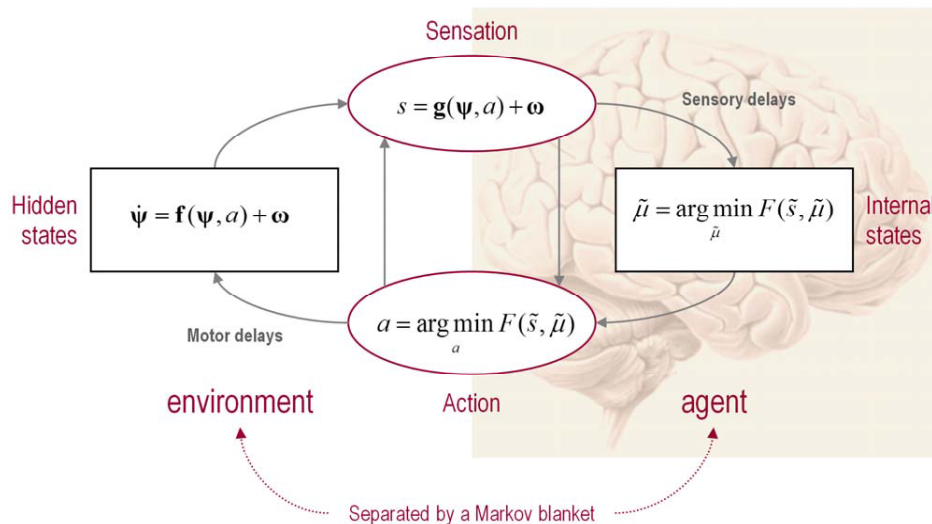 Sensation
s = g(ψ, a) + ω
Sensory delays
Hidden
states
ψ̇ = f(ψ, a) + ω
μ̃ = arg min F(s̃, μ̃)
μ̃
Internal
states
a = arg min F(s̃, μ̃)
a
Motor delays
environment
Action
agent
Separated by a Markov blanket